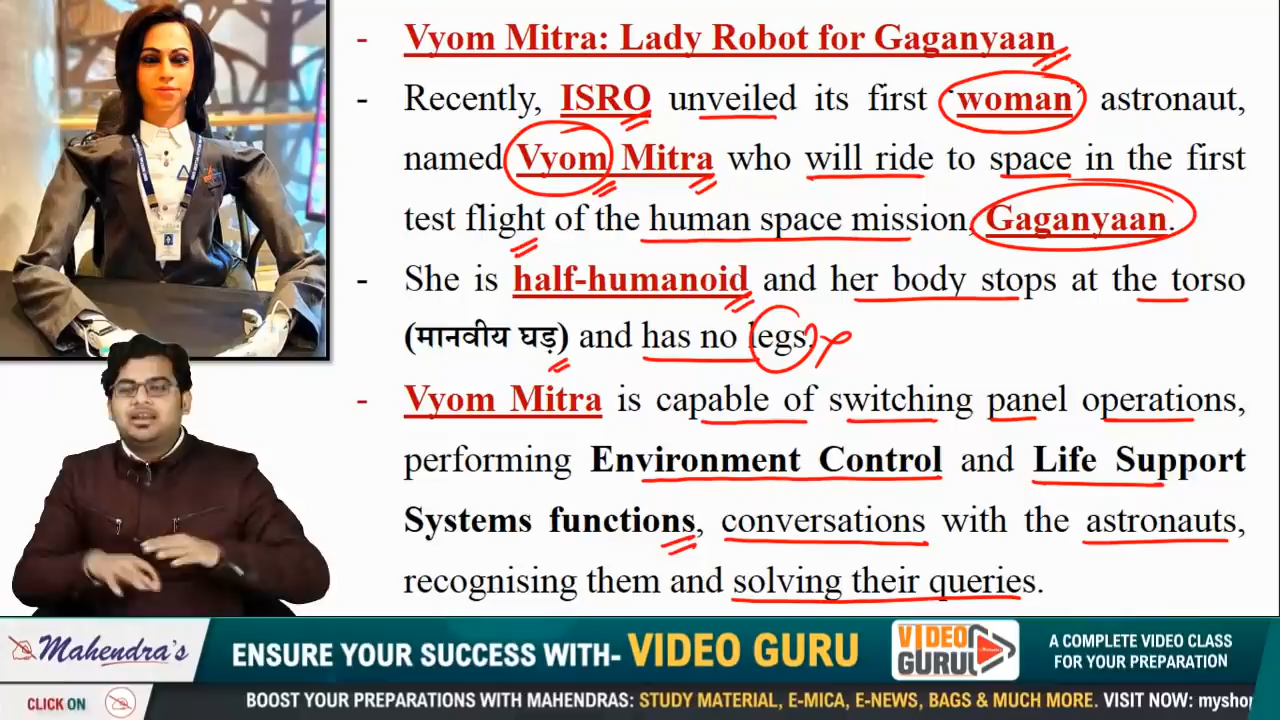 - Vyom Mitra: Lady Robot for Gaganyaan
- Recently, ISRO unveiled its first 'woman' astronaut,
named Vyom Mitra who will ride to space in the first
test flight of the human space mission, Gaganyaan.
- She is half-humanoid and her body stops at the torso
(मानवीय घड़) and has no legs.
- Vyom Mitra is capable of switching panel operations,
performing Environment Control and Life Support
Systems functions, conversations with the astronauts,
recognising them and solving their queries.
Mahendra's
ENSURE YOUR SUCCESS WITH- VIDEO GURU
VIDEO
GURU
A COMPLETE VIDEO CLASS
FOR YOUR PREPARATION
CLICK ON
BOOST YOUR PREPARATIONS WITH MAHENDRAS: STUDY MATERIAL, E-MICA, E-NEWS, BAGS & MUCH MORE. VISIT NOW: mysho